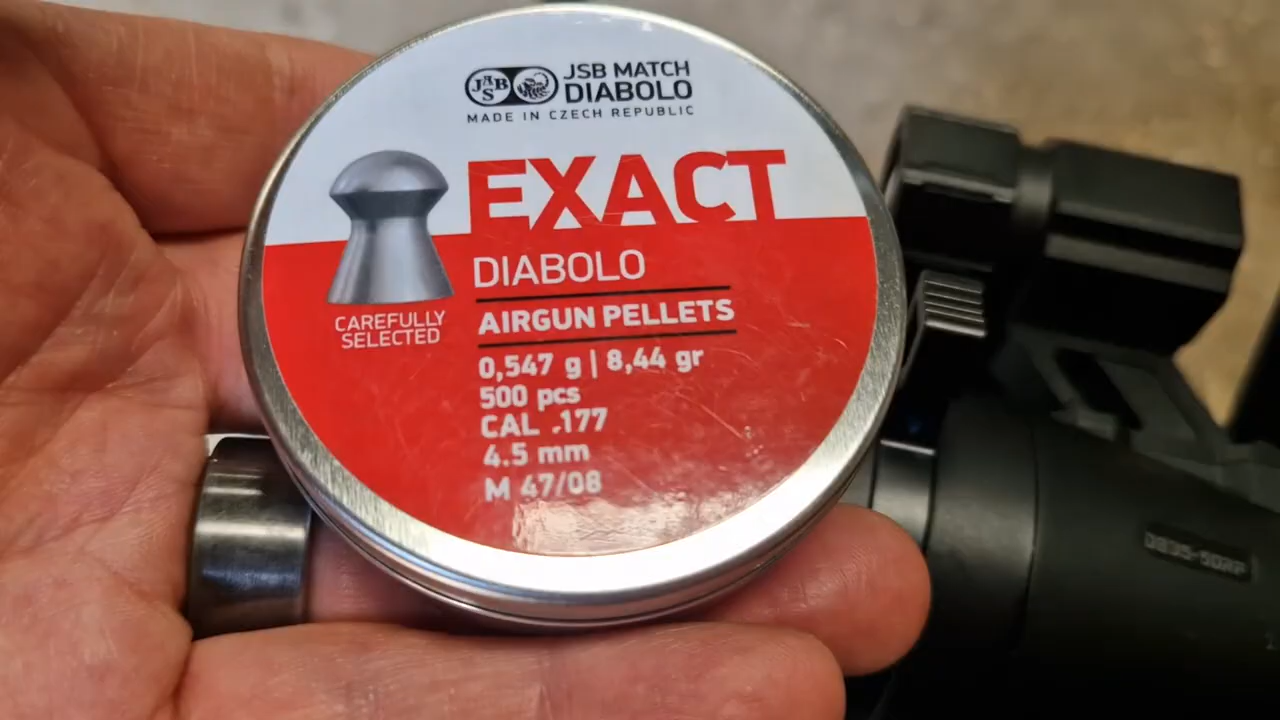 JASB
JSB MATCH
DIABOLO
MADE IN CZECH REPUBLIC
EXACT
DIABOLO
AIRGUN PELLETS
CAREFULLY
SELECTED
0,547 g | 8,44 gr
500 pcs
CAL .177
4.5 mm
M 47/08